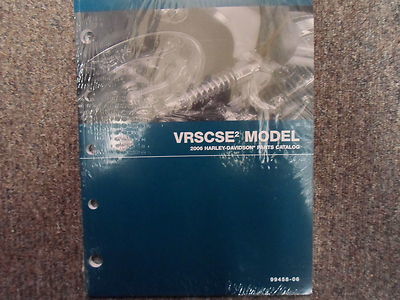 VRSCSE² MODEL
2006 HARLEY-DAVIDSON® PARTS CATALOG
99458-06